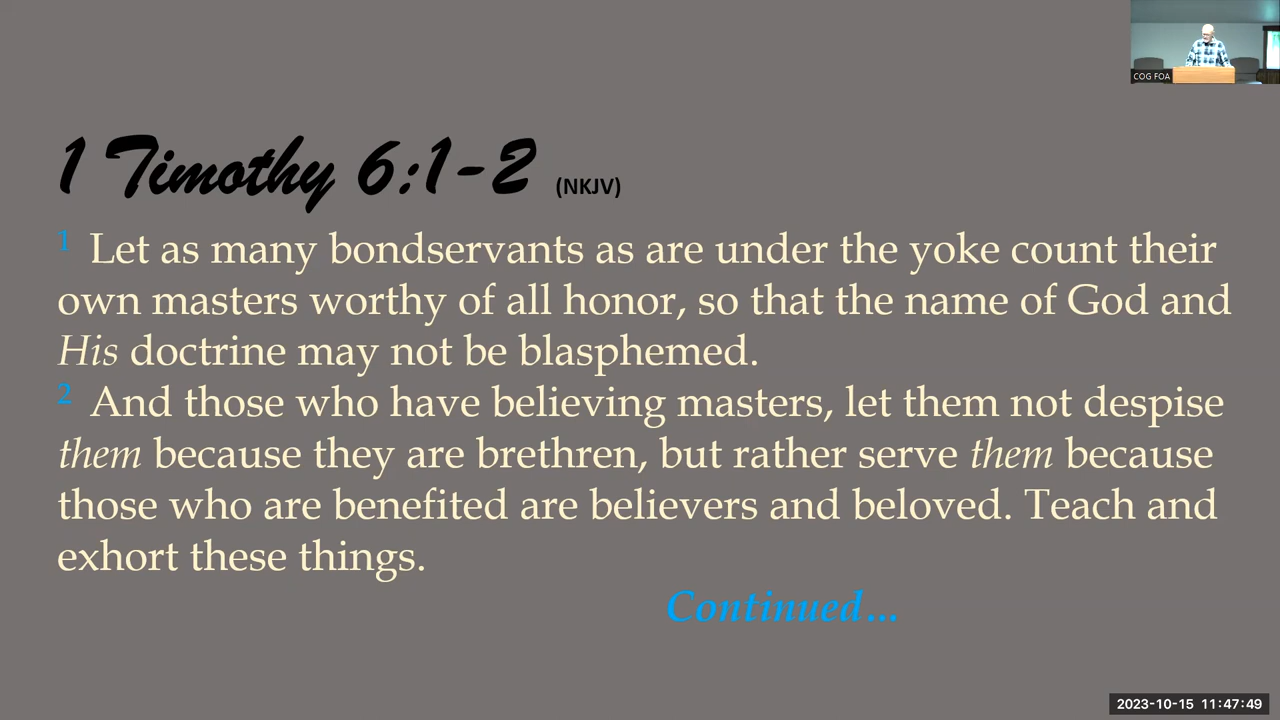 COG FOA
1 Timothy 6:1-2 (NKJV)
1 Let as many bondservants as are under the yoke count their
own masters worthy of all honor, so that the name of God and
His doctrine may not be blasphemed.
2 And those who have believing masters, let them not despise
them because they are brethren, but rather serve them because
those who are benefited are believers and beloved. Teach and
exhort these things.
Continued…
2023-10-15 11:47:49